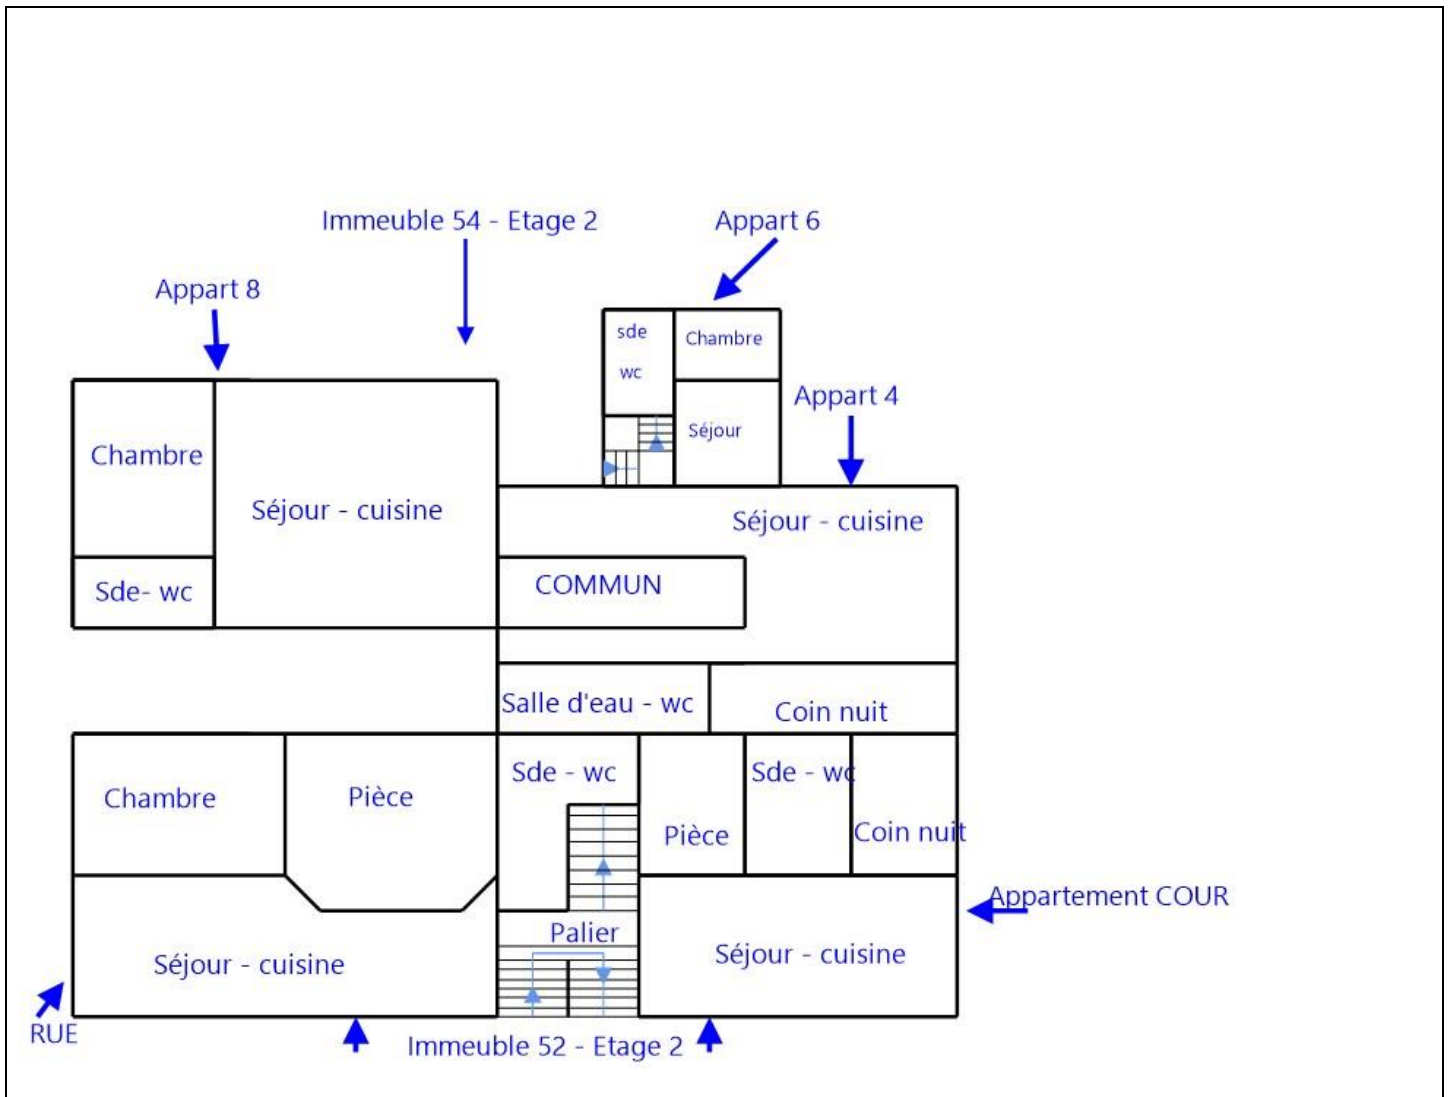 Immeuble 54 - Etage 2
Appart 6
Appart 8
sde
wc
Chambre
Appart 4
Séjour
Chambre
Séjour - cuisine
Séjour - cuisine
Sde- wc
COMMUN
Salle d'eau - wc
Coin nuit
Chambre
Pièce
Sde - wc
Pièce
Sde - wc
Coin nuit
Appartement COUR
Palier
Séjour - cuisine
Séjour - cuisine
RUE
Immeuble 52 - Etage 2